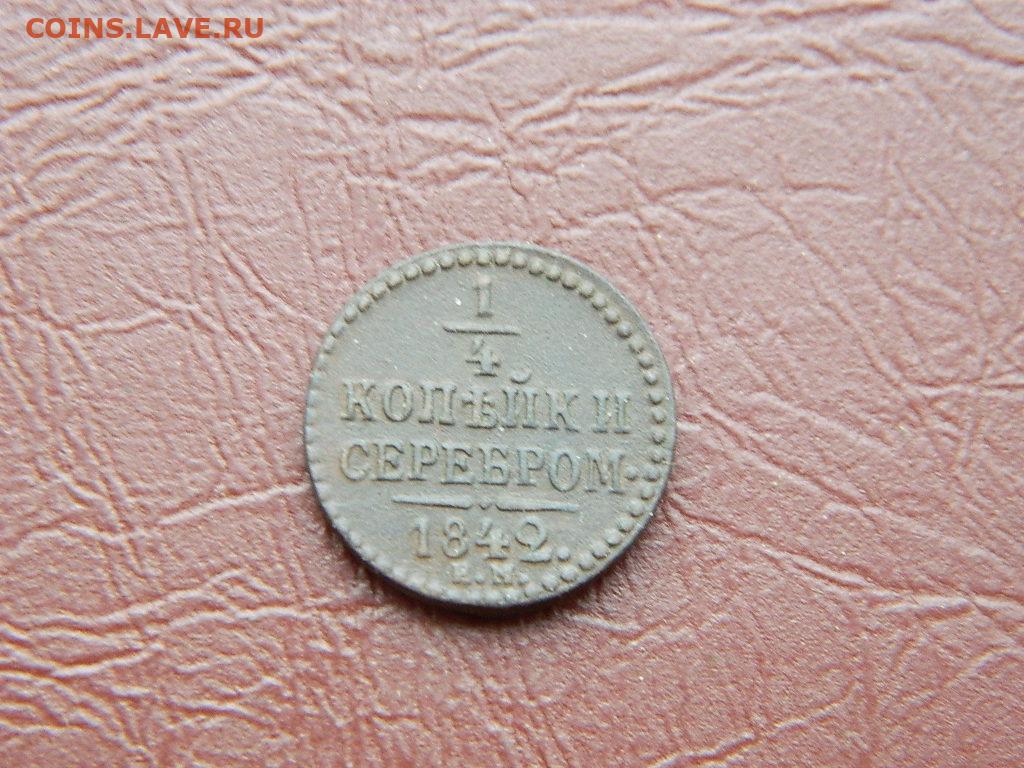 COINS.LAVE.RU
1
4
КОПѢЙКИ
СЕРЕБРОМ.
1842.
Е.М.